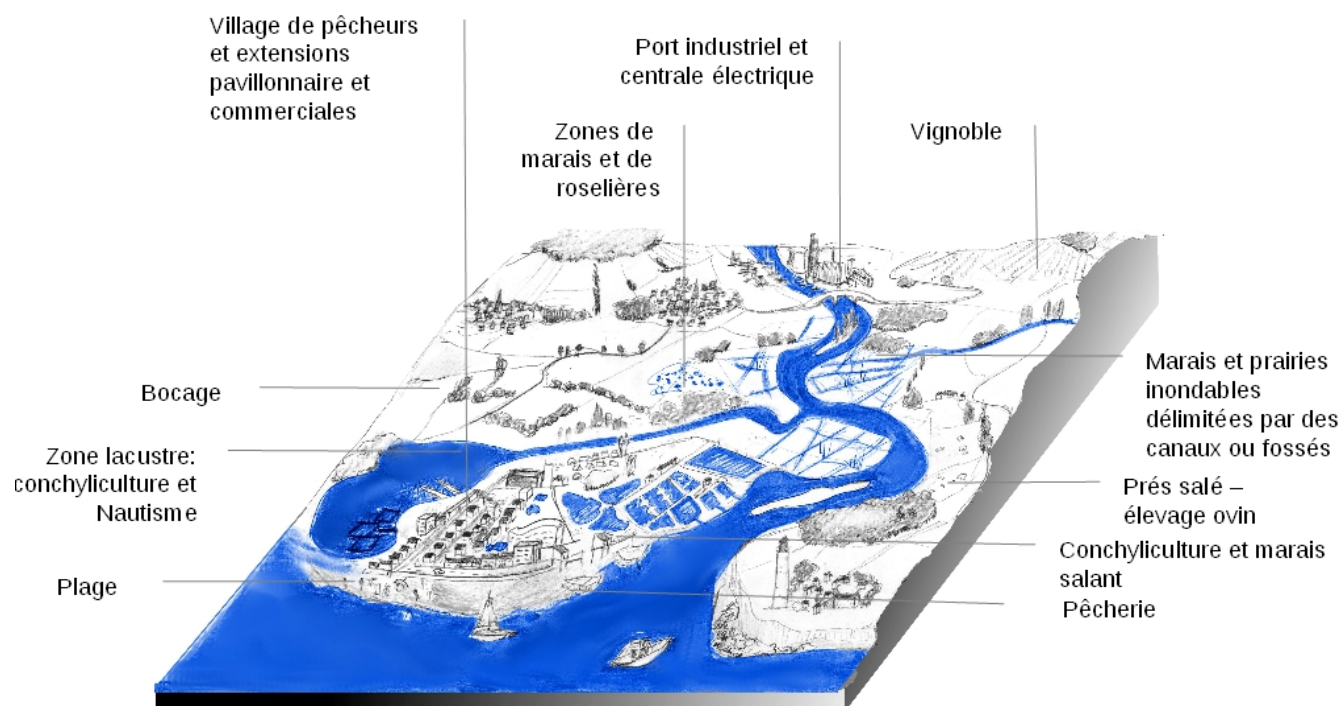 Village de pêcheurs
et extensions
pavillonnaire et
commerciales
Port industriel et
centrale électrique
Zones de
marais et de
roselières
Vignoble
Bocage
Marais et prairies
inondables
délimitées par des
canaux ou fossés
Zone lacustre:
conchyliculture et
Nautisme
Prés salé –
élevage ovin
Conchyliculture et marais
salant
Plage
Pêcherie